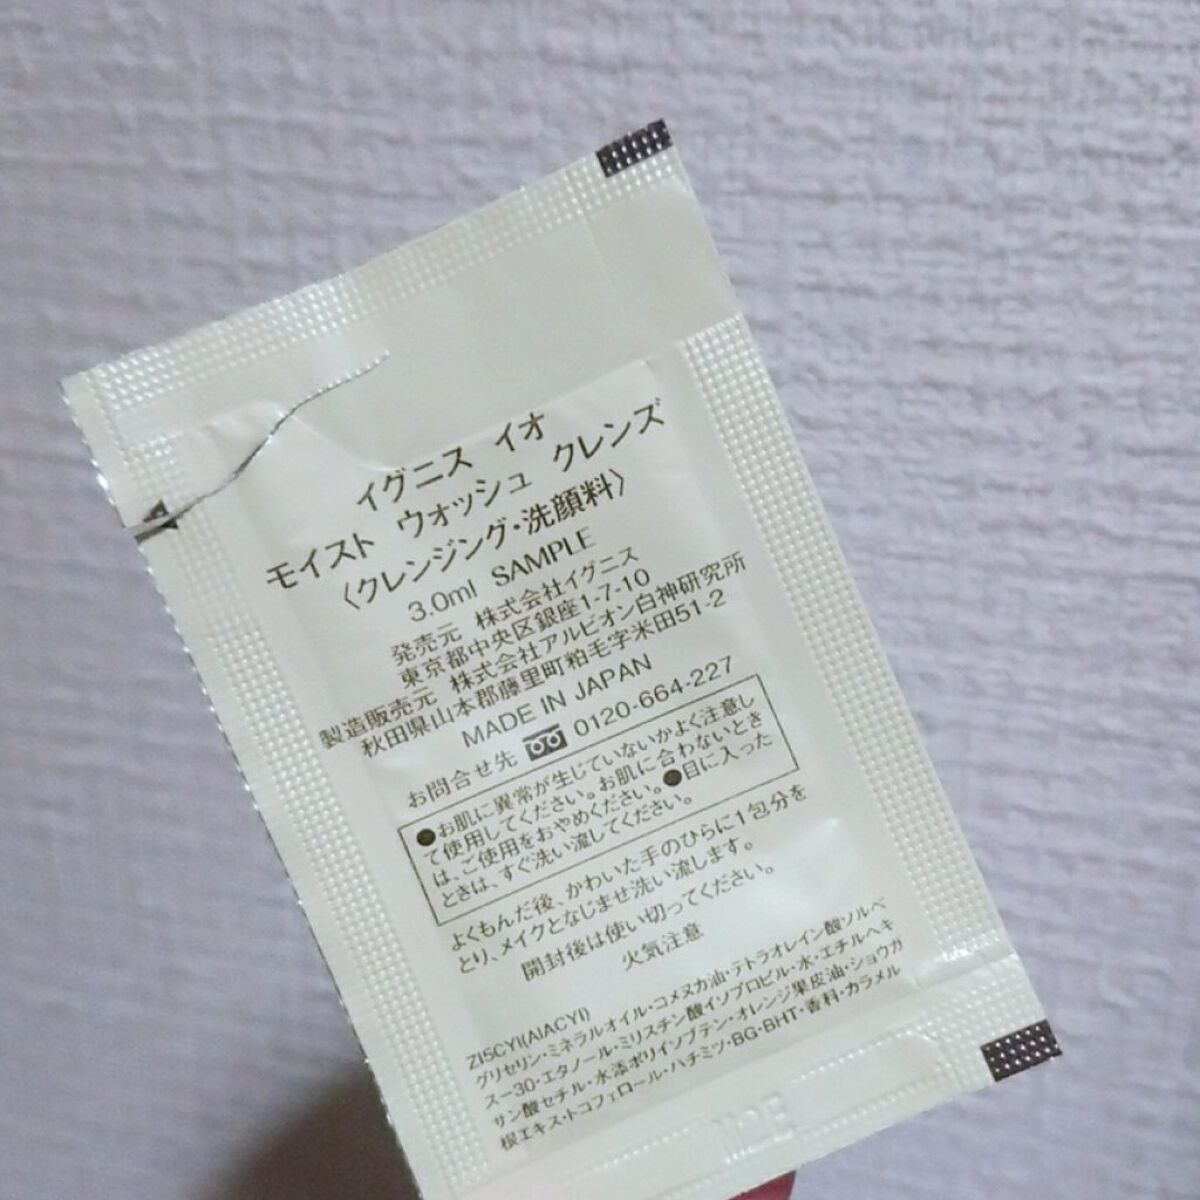 イグニス イオ
モイスト ウォッシュ クレンズ
〈クレンジング・洗顔料〉
3.0ml SAMPLE
発売元 株式会社イグニス
東京都中央区銀座1-7-10
製造販売元 株式会社アルビオン白神研究所
秋田県山本郡藤里町粕毛字米田51-2
MADE IN JAPAN
お問合せ先 0120-664-227
●お肌に異常が生じていないかよく注意し
て使用してください。お肌に合わないとき
は、ご使用をおやめください。●目に入った
ときは、すぐ洗い流してください。
よくもんだ後、かわいた手のひらに1包分を
とり、メイクとなじませ洗い流します。
開封後は使い切ってください。
火気注意
ZI5CYI(AIACYI)
グリセリン・ミネラルオイル・コメヌカ油・テトラオレイン酸ソルベ
ス-30・エタノール・ミリスチン酸イソプロピル・水・エチルヘキ
サン酸セチル・水添ポリイソブテン・オレンジ果皮油・ショウガ
根エキス・トコフェロール・ハチミツ・BG・BHT・香料・カラメル